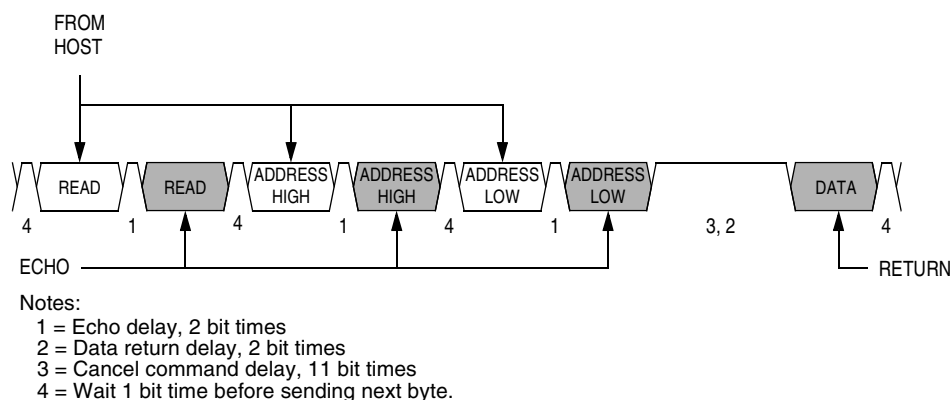 FROM
HOST
READ
READ
ADDRESS
HIGH
ADDRESS
HIGH
ADDRESS
LOW
ADDRESS
LOW
DATA
4
1
4
1
4
1
3, 2
4
ECHO
RETURN
Notes:
1 = Echo delay, 2 bit times
2 = Data return delay, 2 bit times
3 = Cancel command delay, 11 bit times
4 = Wait 1 bit time before sending next byte.